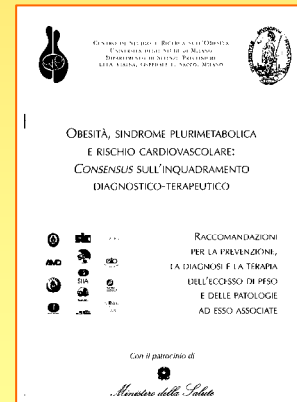 CENTRO DI STUDIO E RICERCA SULL'OBESITÀ
UNIVERSITÀ DEGLI STUDI DI MILANO
DIPARTIMENTO DI SCIENZE PRECLINICHE
LITA VIALBA, OSPEDALE L. SACCO, MILANO
OBESITÀ, SINDROME PLURIMETABOLICA
E RISCHIO CARDIOVASCOLARE:
CONSENSUS SULL'INQUADRAMENTO
DIAGNOSTICO-TERAPEUTICO
RACCOMANDAZIONI
PER LA PREVENZIONE,
LA DIAGNOSI E LA TERAPIA
DELL'ECCESSO DI PESO
E DELLE PATOLOGIE
AD ESSO ASSOCIATE
AMD
SIIA
Con il patrocinio di
Ministero della Salute